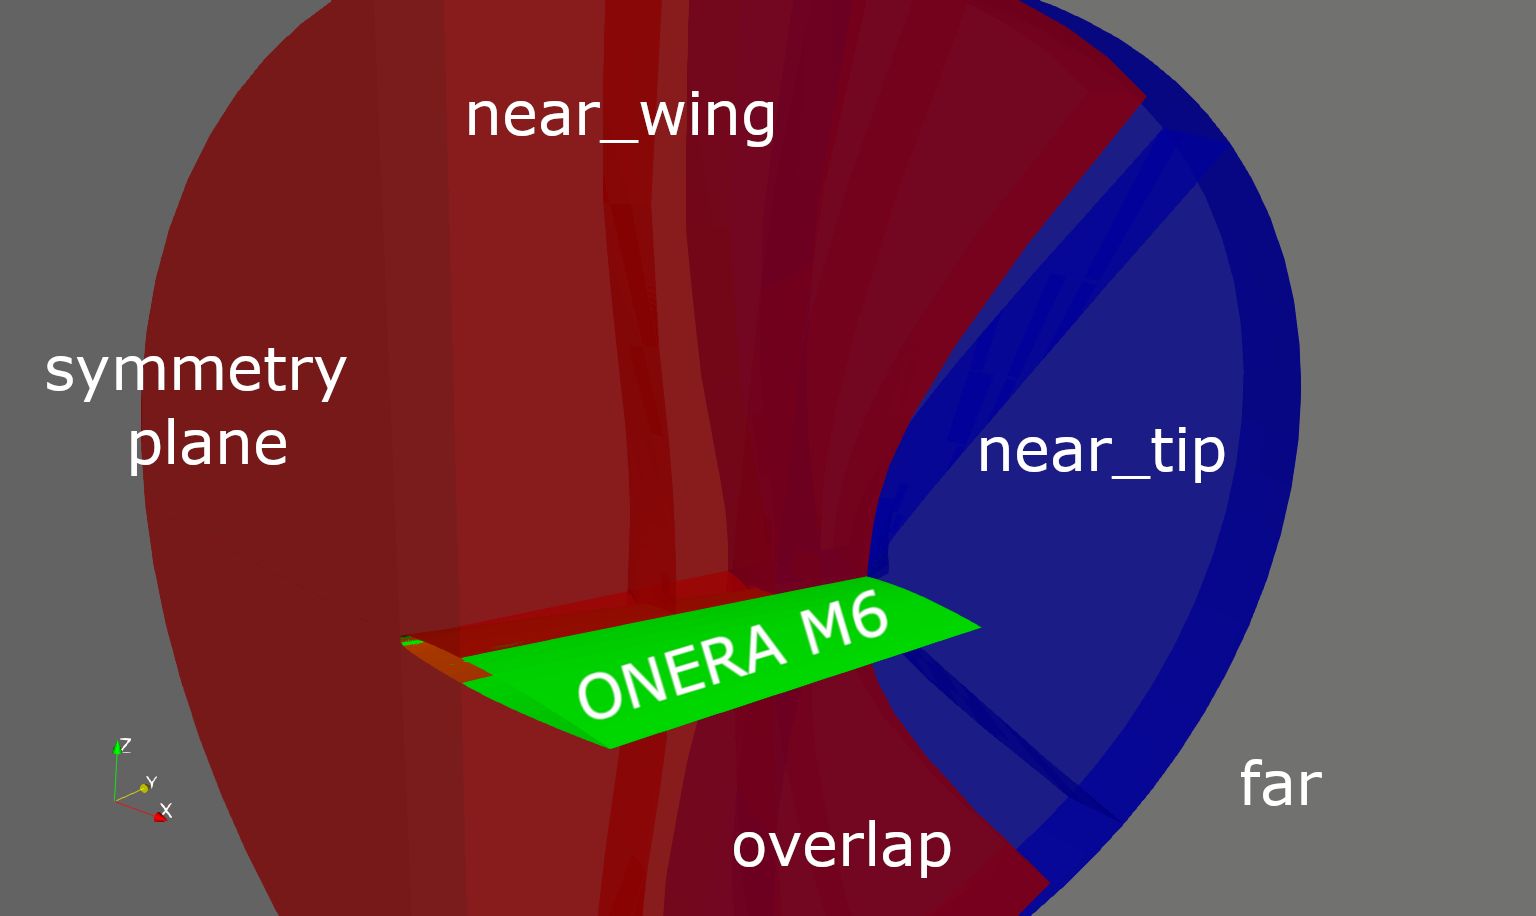 near_wing
symmetry
plane
near_tip
ONERA M6
Z
Y
X
far
overlap